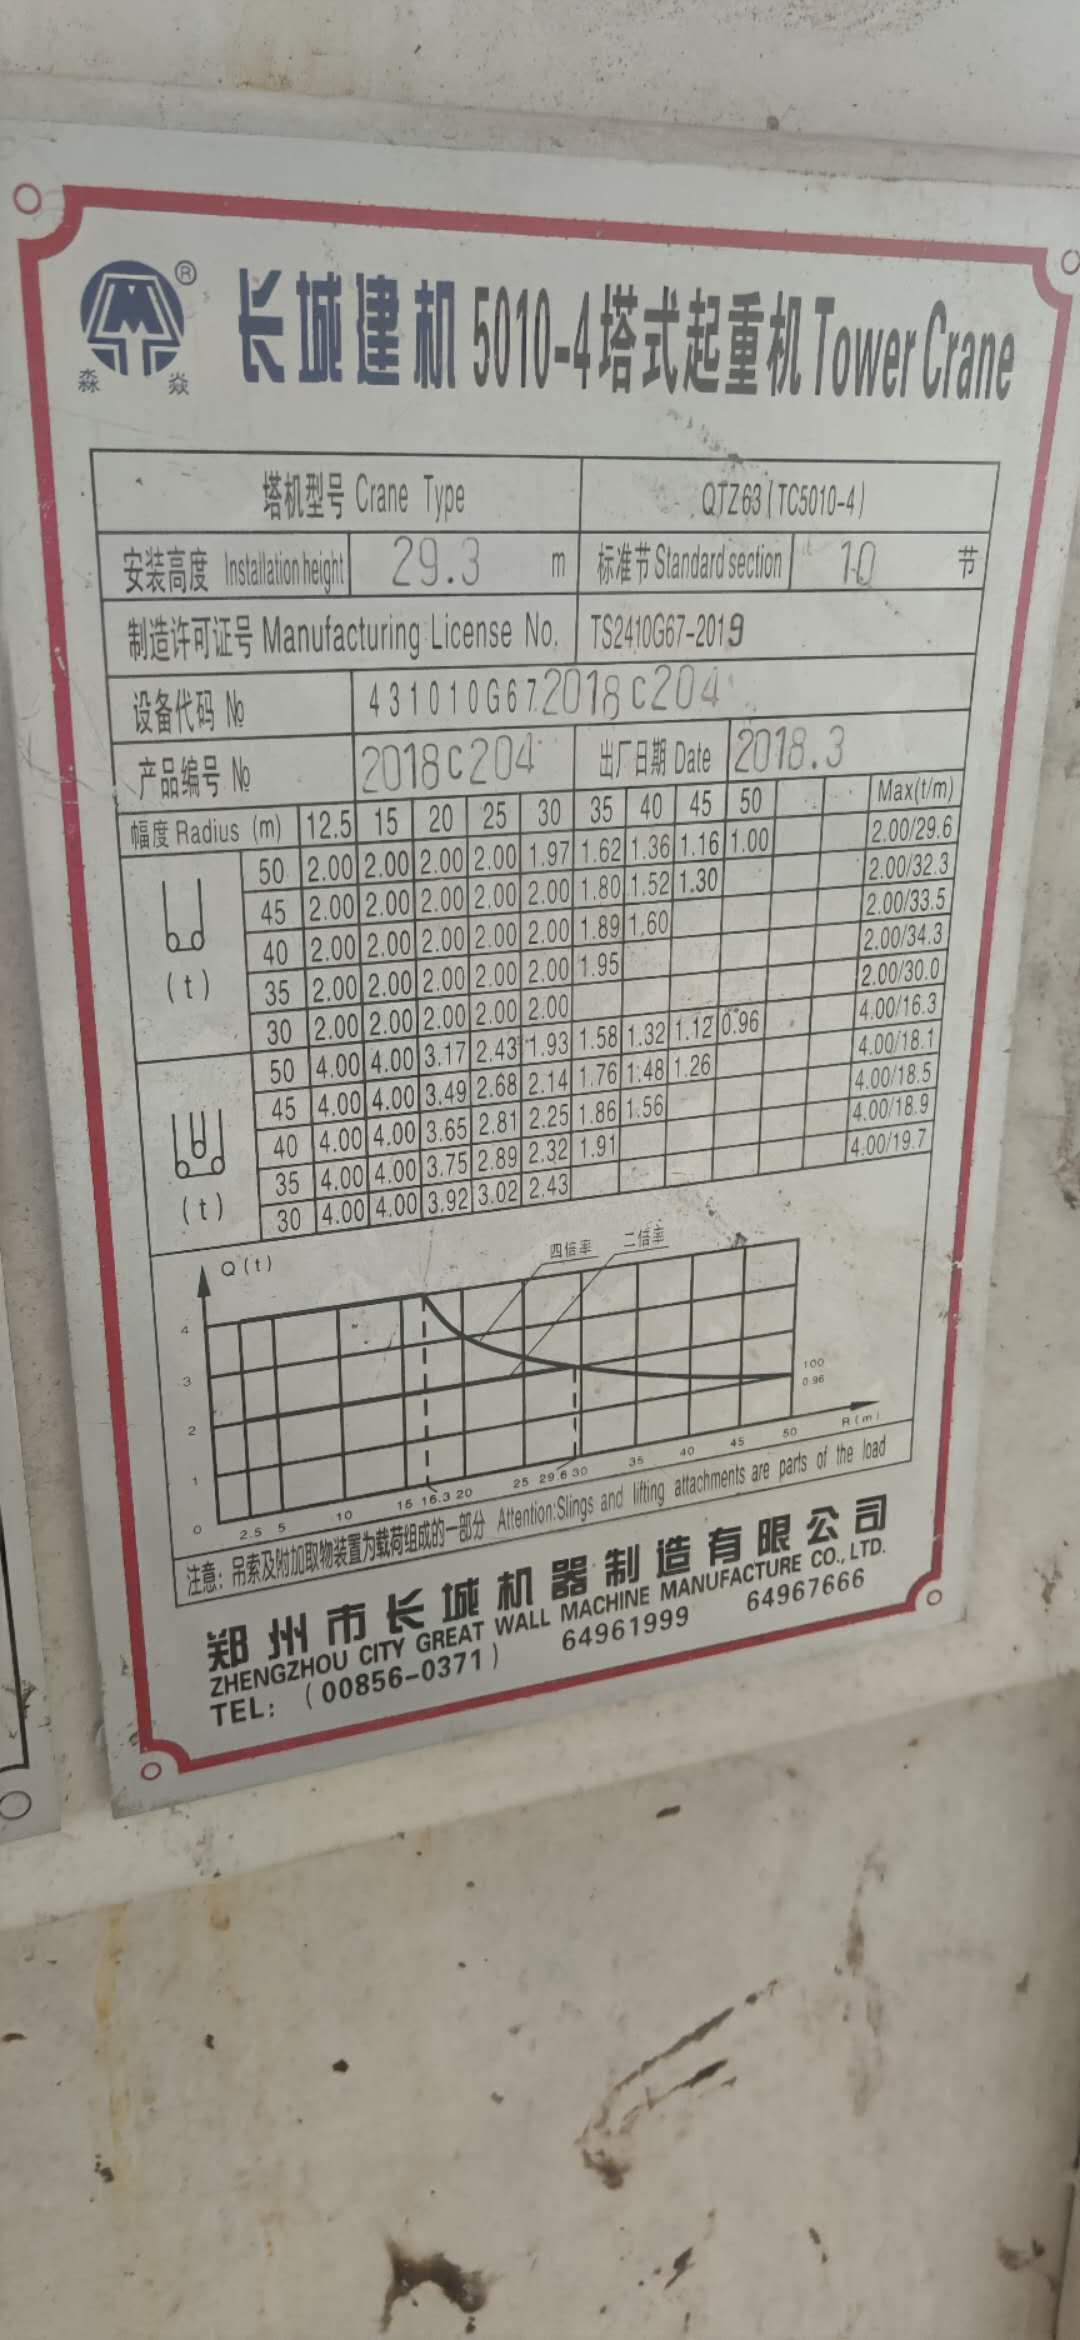 ®
淼 焱
长城建机 5010-4塔式起重机 Tower Crane
塔机型号 Crane Type QTZ63(TC5010-4)
安装高度 Installation height 29.3 m 标准节 Standard section 10 节
制造许可证号 Manufacturing License No. TS2410G67-2019
设备代码 № 431010G672018C204
产品编号 № 2018C204 出厂日期 Date 2018.3
幅度 Radius (m) 12.5 15 20 25 30 35 40 45 50 Max(t/m)
50 2.00 2.00 2.00 2.00 1.97 1.62 1.36 1.16 1.00 2.00/29.6
45 2.00 2.00 2.00 2.00 2.00 1.80 1.52 1.30 2.00/32.3
40 2.00 2.00 2.00 2.00 2.00 1.89 1.60 2.00/33.5
(t)
35 2.00 2.00 2.00 2.00 2.00 1.95 2.00/34.3
30 2.00 2.00 2.00 2.00 2.00 2.00/30.0
50 4.00 4.00 3.17 2.43 1.93 1.58 1.32 1.12 0.96 4.00/16.3
45 4.00 4.00 3.49 2.68 2.14 1.76 1.48 1.26 4.00/18.1
40 4.00 4.00 3.65 2.81 2.25 1.86 1.56 4.00/18.5
35 4.00 4.00 3.75 2.89 2.32 1.91 4.00/18.9
(t)
30 4.00 4.00 3.92 3.02 2.43 4.00/19.7
Q(t)
四倍率 二倍率
4
3
2
1
0
100
0.96
2.5 5 10 15 16.3 20 25 29.6 30 35 40 45 50 R(m)
注意：吊索及附加取物装置为载荷组成的一部分 Attention:Slings and lifting attachments are parts of the load
郑州市长城机器制造有限公司
ZHENGZHOU CITY GREAT WALL MACHINE MANUFACTURE CO.,LTD.
TEL: (00856-0371) 64961999 64967666